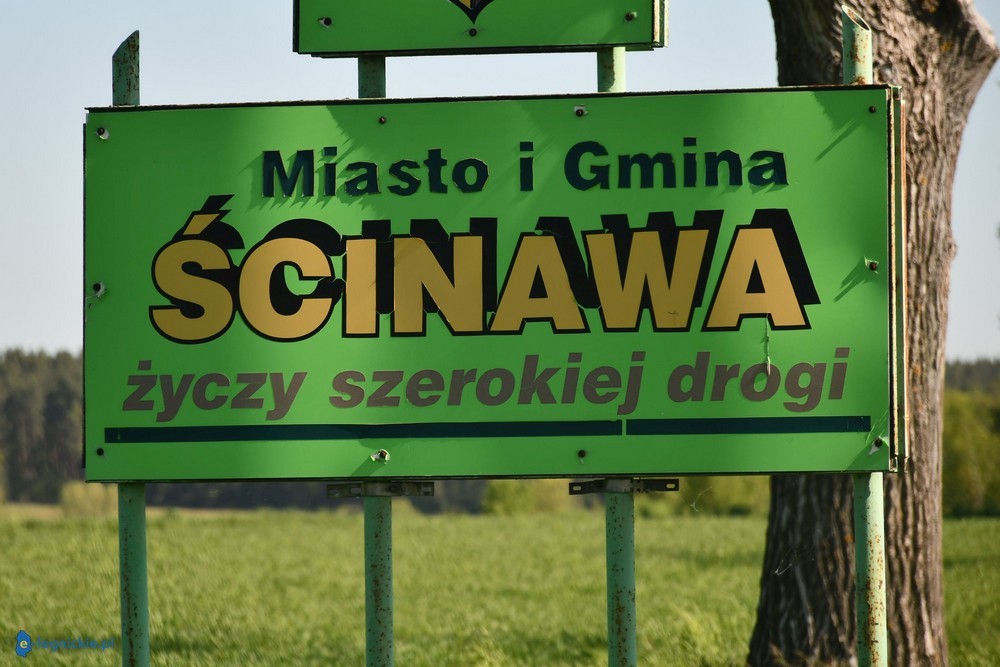 Miasto i Gmina
ŚCINAWA
życzy szerokiej drogi